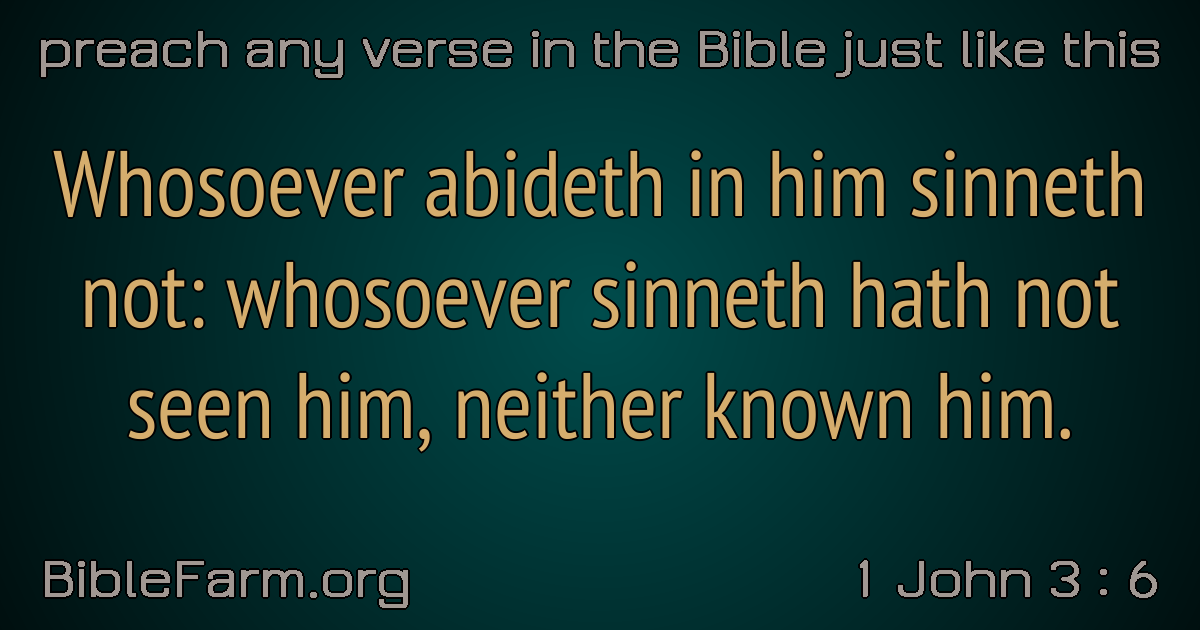 preach any verse in the Bible just like this
Whosoever abideth in him sinneth
not: whosoever sinneth hath not
seen him, neither known him.
BibleFarm.org
1 John 3 : 6